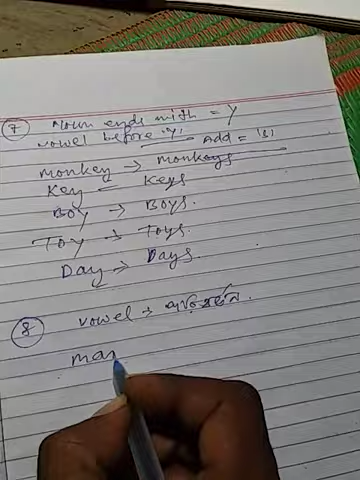 7 Noun ends with = Y
vowel before 'Y' Add = 's'
monkey → monkeys
Key — Keys
Boy → Boys.
Toy → Toys.
Day → Days.
8 vowel → পরিবর্তন.
man